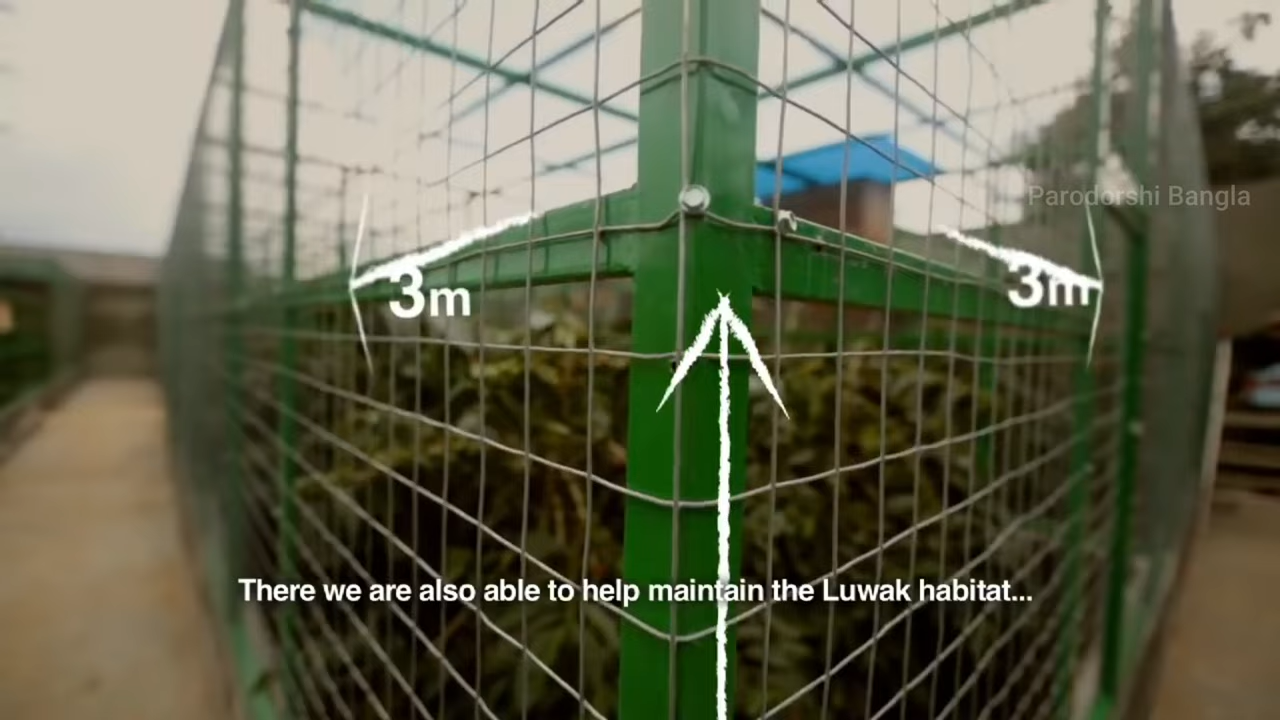 Parodorshi Bangla
3m
3m
There we are also able to help maintain the Luwak habitat...